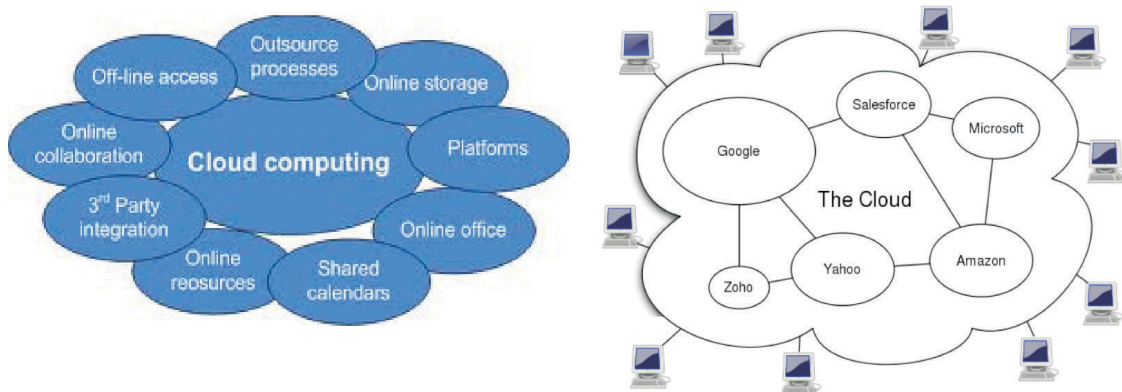 Outsource
processes
Off-line access
Online storage
Online
collaboration
Cloud computing
Platforms
3rd Party
integration
Online office
Online
reosurces
Shared
calendars
Salesforce
Microsoft
Google
The Cloud
Yahoo
Amazon
Zoho